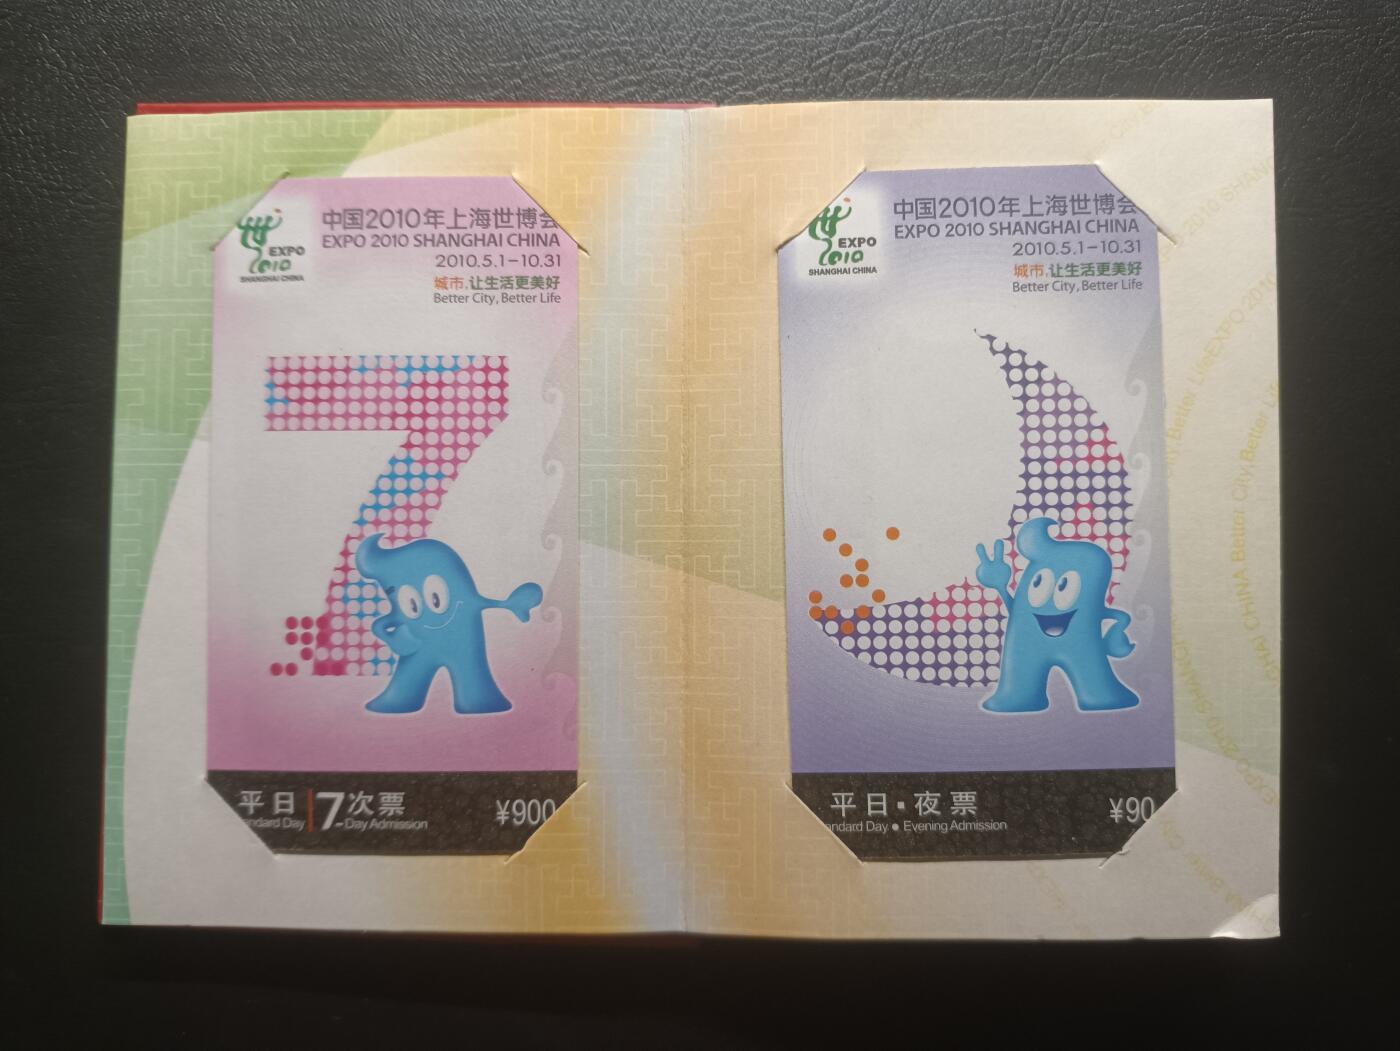 EXPO
2010
SHANGHAI CHINA
中国2010年上海世博会
EXPO 2010 SHANGHAI CHINA
2010.5.1-10.31
城市,让生活更美好
Better City, Better Life
平日 7次票 ¥900
ndard Day 7-Day Admission
EXPO
2010
SHANGHAI CHINA
中国2010年上海世博会
EXPO 2010 SHANGHAI CHINA
2010.5.1-10.31
城市,让生活更美好
Better City, Better Life
平日·夜票 ¥90
andard Day • Evening Admission